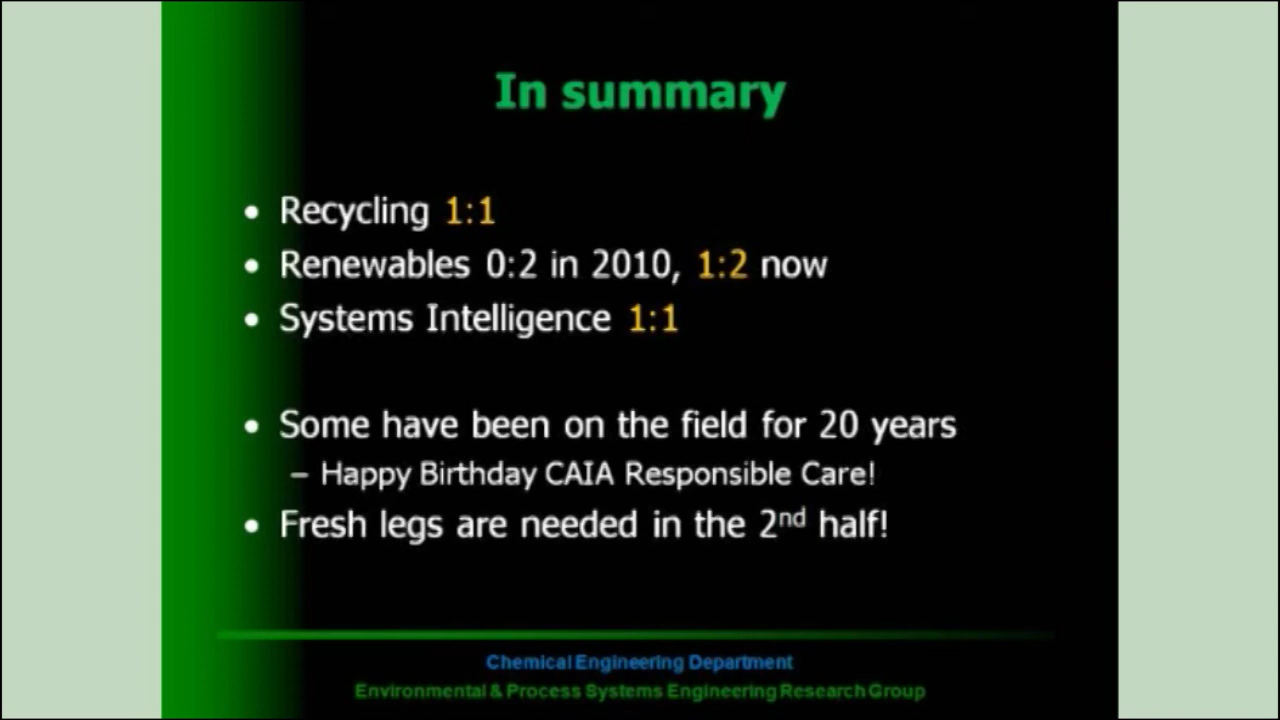 In summary
• Recycling 1:1
• Renewables 0:2 in 2010, 1:2 now
• Systems Intelligence 1:1
• Some have been on the field for 20 years
– Happy Birthday CAIA Responsible Care!
• Fresh legs are needed in the 2nd half!
Chemical Engineering Department
Environmental & Process Systems Engineering Research Group